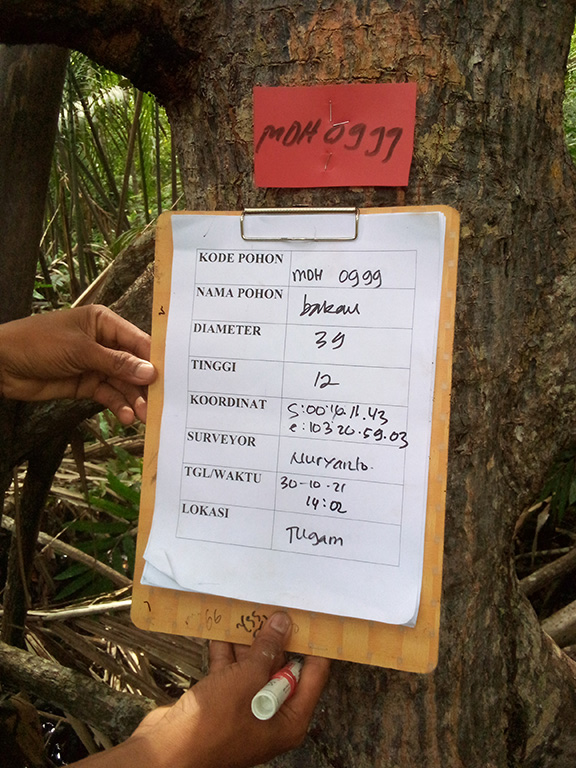 MDH 0999
KODE POHON MDH 0999
NAMA POHON bakau
DIAMETER 39
TINGGI 12
KOORDINAT S:00'16.11.43
e:103'20.59.03
SURVEYOR Nuryanto.
TGL/WAKTU 30-10-21
14:02
LOKASI Tugam